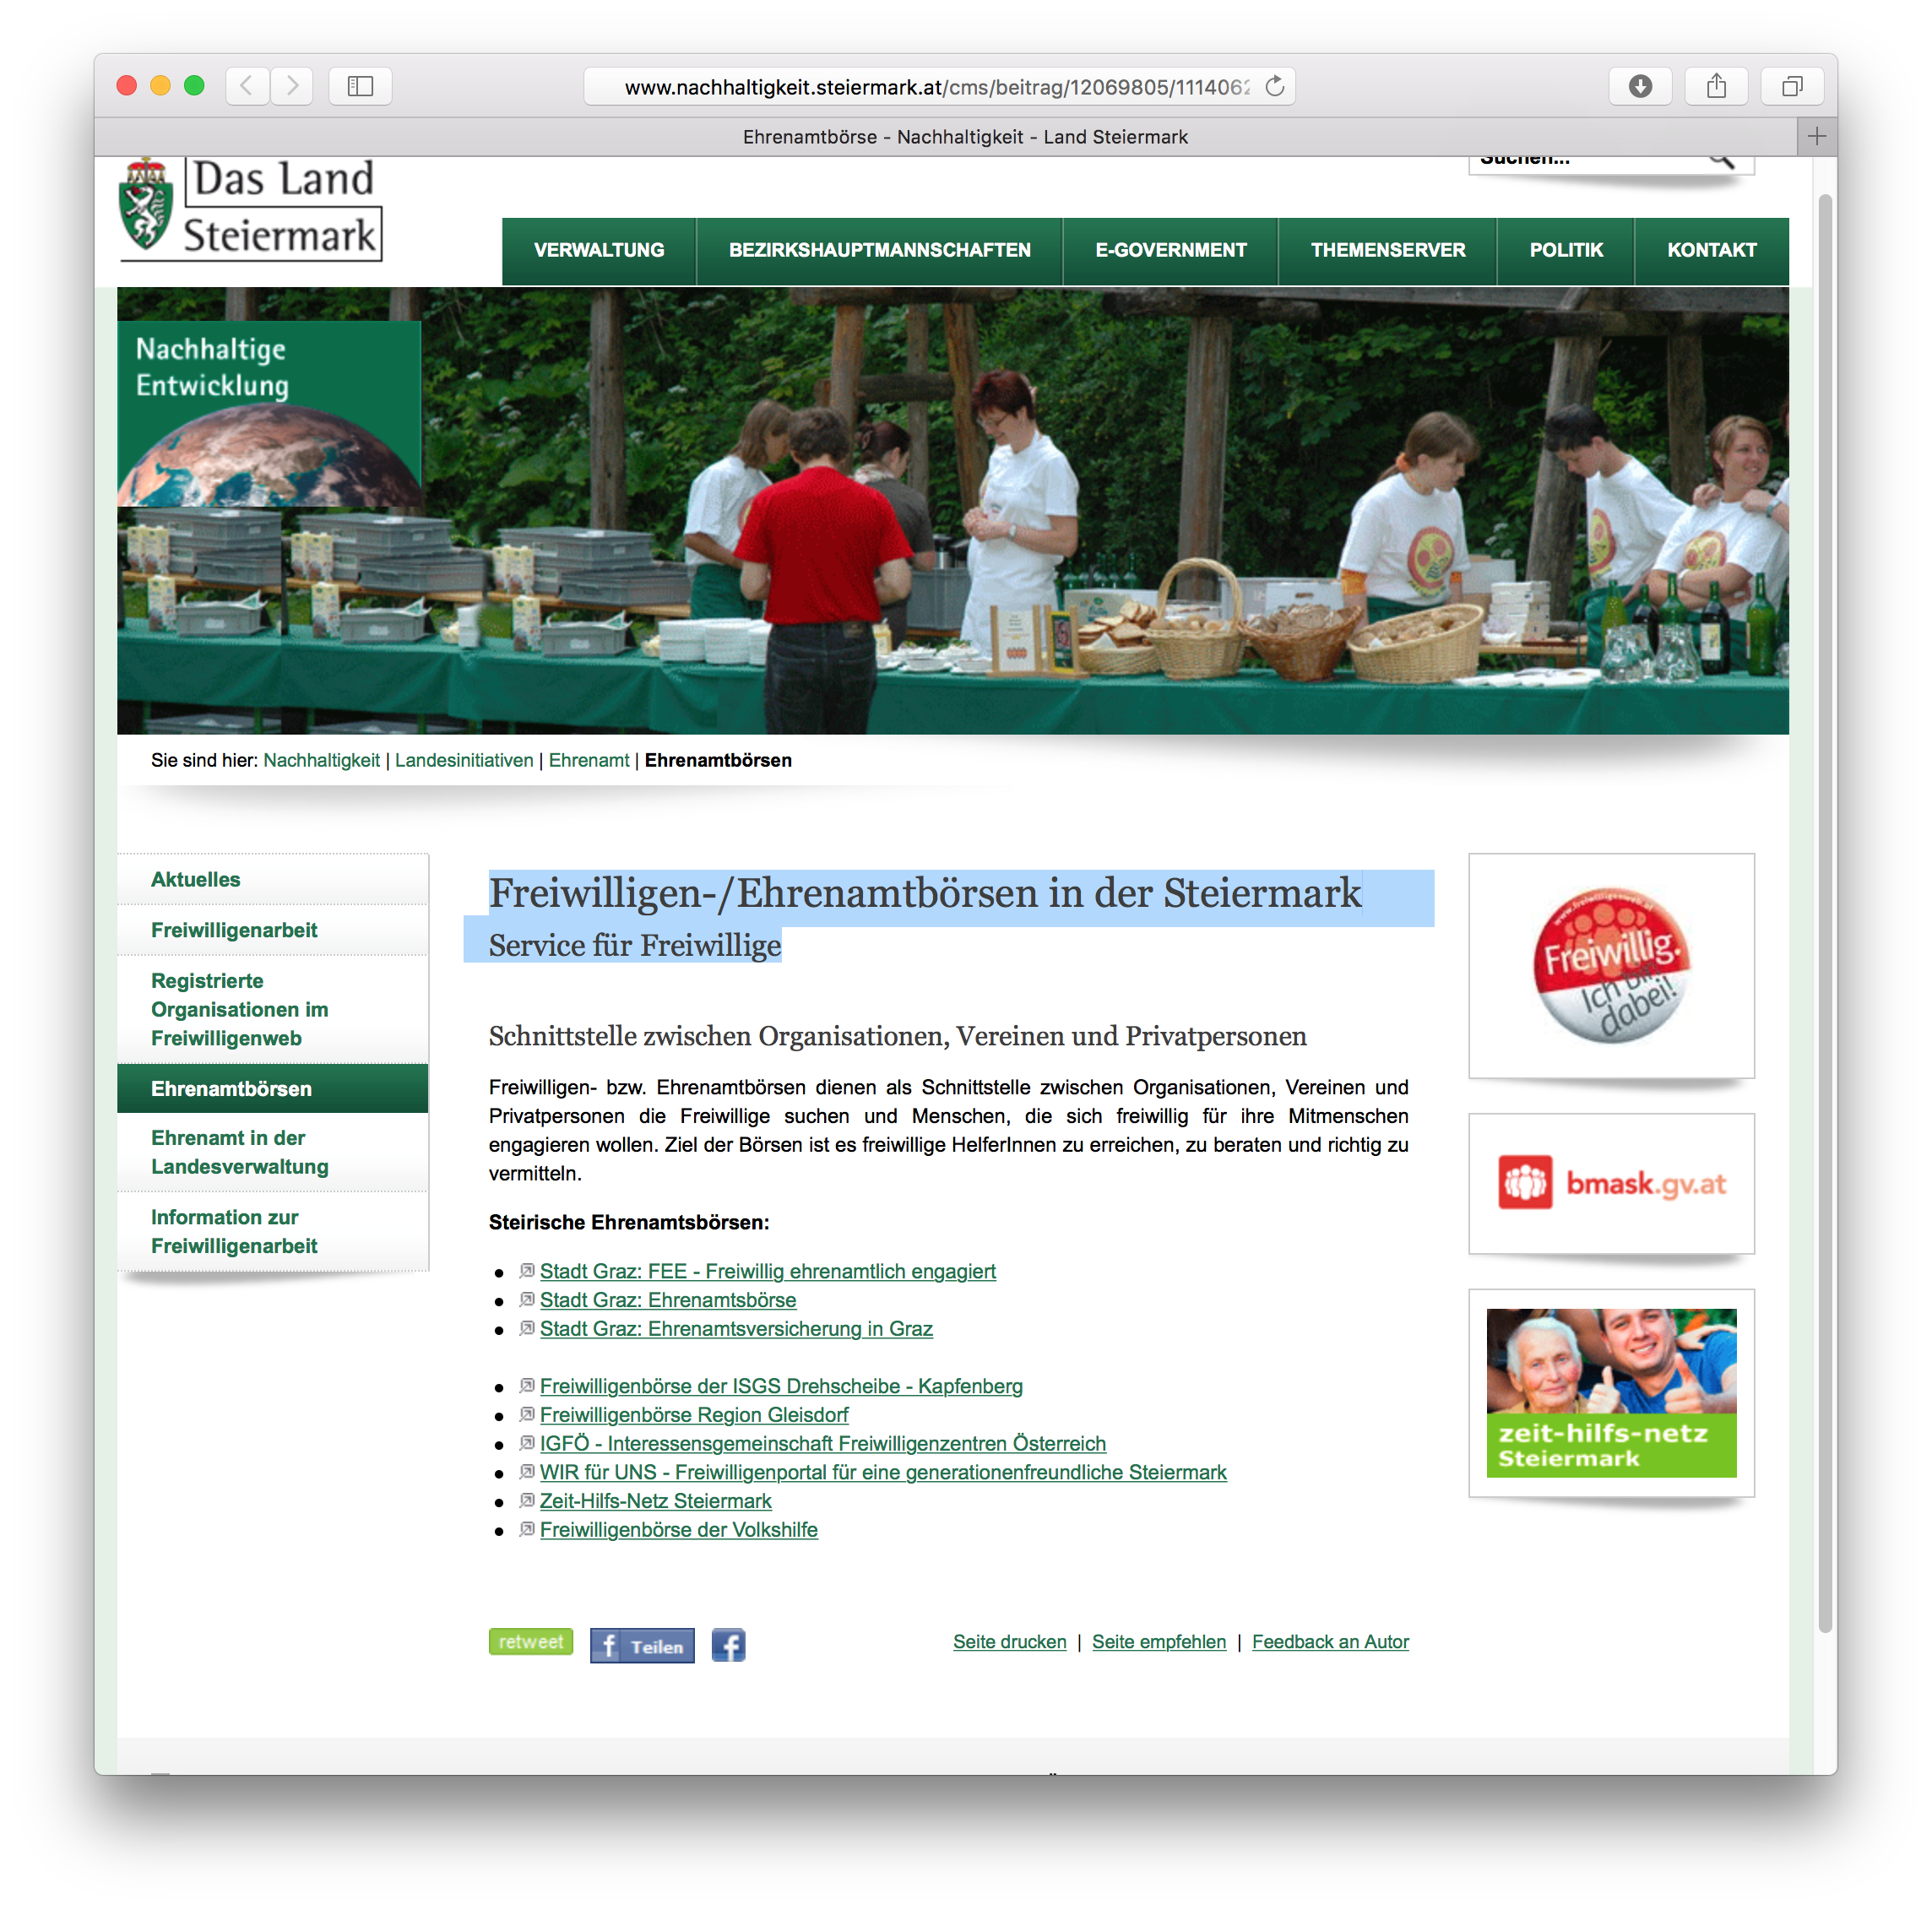 www.nachhaltigkeit.steiermark.at/cms/beitrag/12069805/1114062
Ehrenamtbörse - Nachhaltigkeit - Land Steiermark
Das Land
Steiermark
Suchen...
VERWALTUNG BEZIRKSHAUPTMANNSCHAFTEN E-GOVERNMENT THEMENSERVER POLITIK KONTAKT
Nachhaltige
Entwicklung
Sie sind hier: Nachhaltigkeit | Landesinitiativen | Ehrenamt | Ehrenamtbörsen
Aktuelles
Freiwilligenarbeit
Registrierte
Organisationen im
Freiwilligenweb
Ehrenamtbörsen
Ehrenamt in der
Landesverwaltung
Information zur
Freiwilligenarbeit
Freiwilligen-/Ehrenamtbörsen in der Steiermark
Service für Freiwillige
Schnittstelle zwischen Organisationen, Vereinen und Privatpersonen
Freiwilligen- bzw. Ehrenamtbörsen dienen als Schnittstelle zwischen Organisationen, Vereinen und
Privatpersonen die Freiwillige suchen und Menschen, die sich freiwillig für ihre Mitmenschen
engagieren wollen. Ziel der Börsen ist es freiwillige HelferInnen zu erreichen, zu beraten und richtig zu
vermitteln.
Steirische Ehrenamtsbörsen:
Stadt Graz: FEE - Freiwillig ehrenamtlich engagiert
Stadt Graz: Ehrenamtsbörse
Stadt Graz: Ehrenamtsversicherung in Graz
Freiwilligenbörse der ISGS Drehscheibe - Kapfenberg
Freiwilligenbörse Region Gleisdorf
IGFÖ - Interessensgemeinschaft Freiwilligenzentren Österreich
WIR für UNS - Freiwilligenportal für eine generationenfreundliche Steiermark
Zeit-Hilfs-Netz Steiermark
Freiwilligenbörse der Volkshilfe
retweet
f Teilen
f
Seite drucken | Seite empfehlen | Feedback an Autor
www.freiwilligenweb.at
Freiwillig.
Ich bin
dabei!
bmask.gv.at
zeit-hilfs-netz
Steiermark